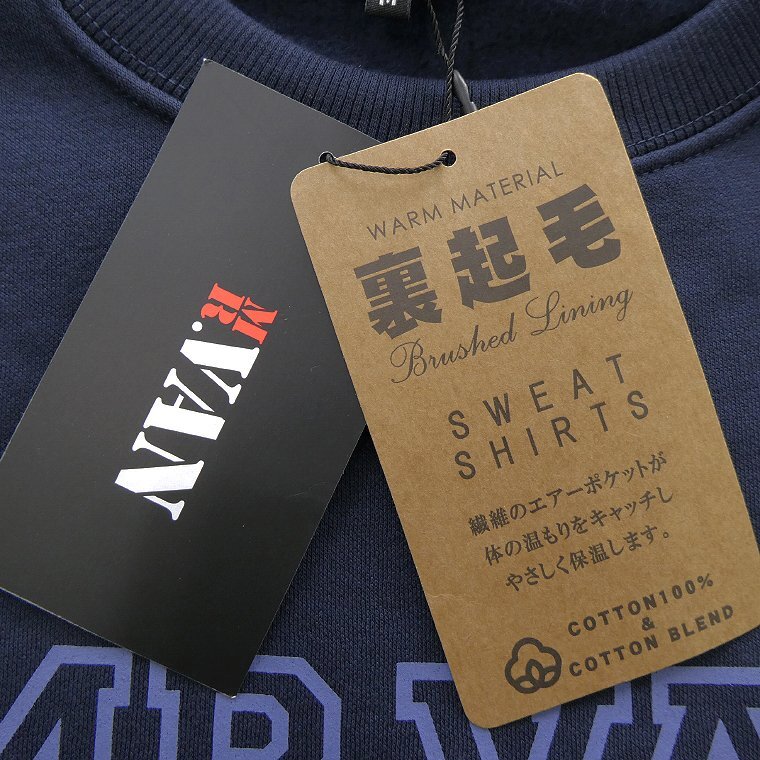 M
MR.VAN
WARM MATERIAL
裏起毛
Brushed Lining
SWEAT
SHIRTS
繊維のエアーポケットが
体の温もりをキャッチし
やさしく保温します。
COTTON100%
&
COTTON BLEND